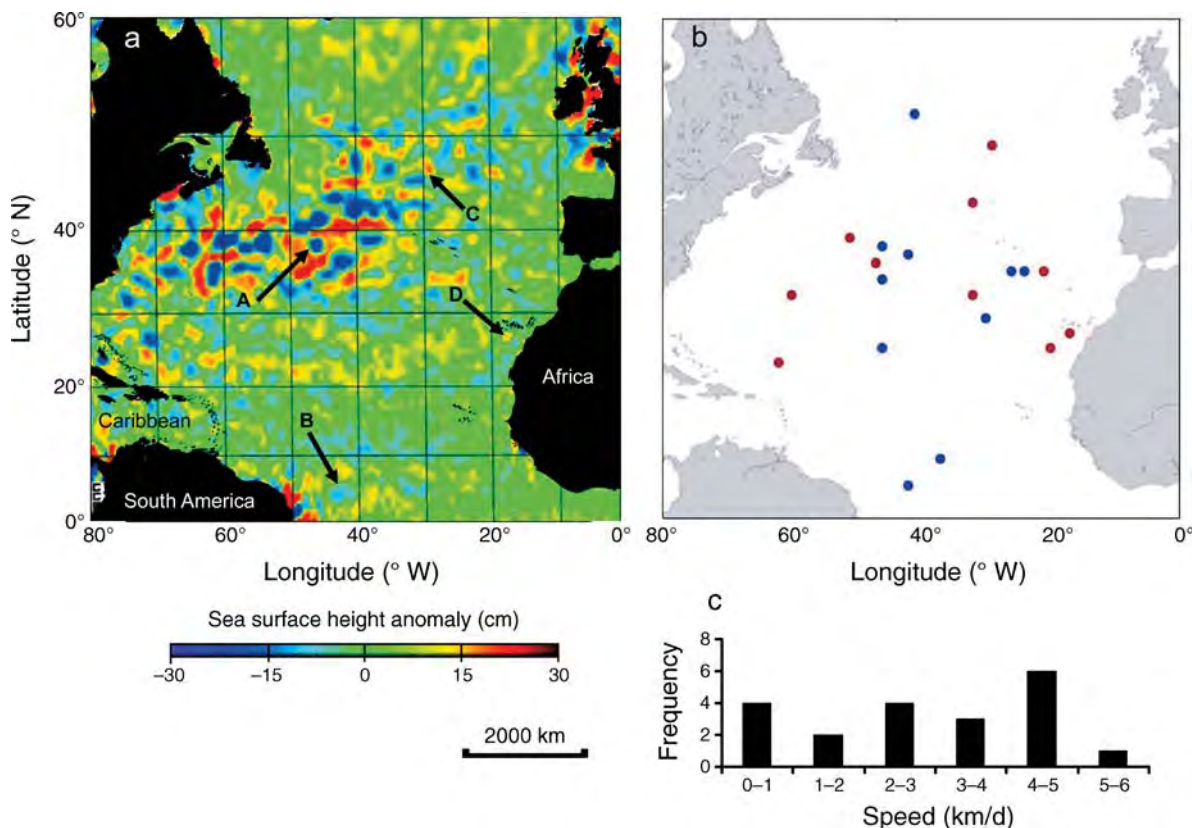 a
60°
40°
20°
0°
Latitude (° N)
A
B
C
D
Africa
Caribbean
South America
80°
60°
40°
20°
0°
Longitude (° W)
Sea surface height anomaly (cm)
–30
–15
0
15
30
2000 km
b
80°
60°
40°
20°
0°
Longitude (° W)
c
Frequency
8
6
4
2
0
0–1
1–2
2–3
3–4
4–5
5–6
Speed (km/d)